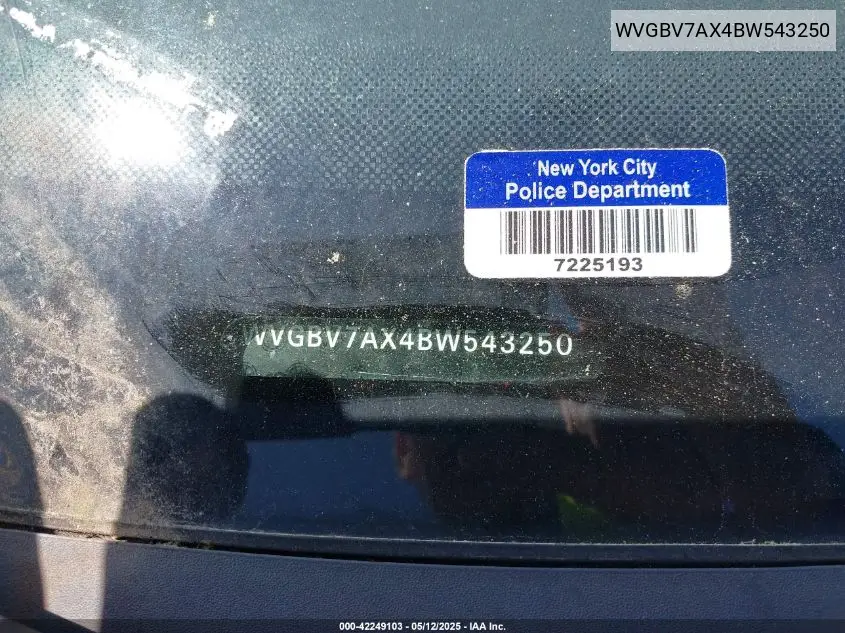 WVGBV7AX4BW543250
New York City
Police Department
7225193
WVGBV7AX4BW543250
000-42249103 - 05/12/2025 - IAA Inc.